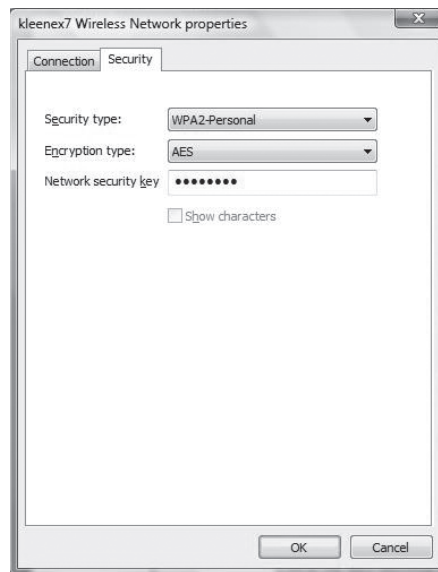 kleenex7 Wireless Network properties
Connection Security
Security type: WPA2-Personal
Encryption type: AES
Network security key ••••••••
Show characters
OK Cancel